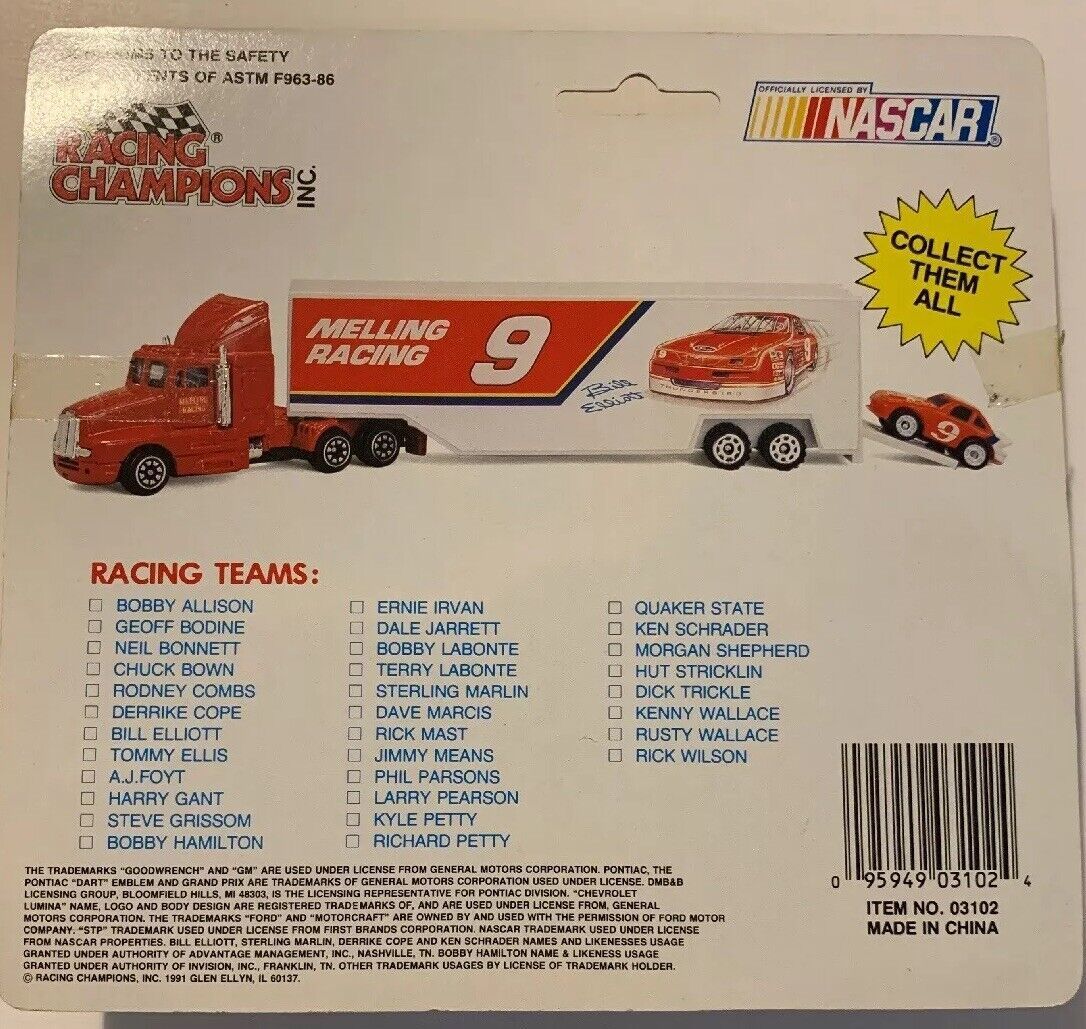 TO THE SAFETY
OF ASTM F963-86
RACING®
CHAMPIONS INC.
OFFICIALLY LICENSED BY
NASCAR®
COLLECT
THEM
ALL
MELLING
RACING
9
Bill
Elliott
THUNDERBIRD
MELLING
RACING
9
RACING TEAMS:
☐ BOBBY ALLISON
☐ GEOFF BODINE
☐ NEIL BONNETT
☐ CHUCK BOWN
☐ RODNEY COMBS
☐ DERRIKE COPE
☐ BILL ELLIOTT
☐ TOMMY ELLIS
☐ A.J.FOYT
☐ HARRY GANT
☐ STEVE GRISSOM
☐ BOBBY HAMILTON
☐ ERNIE IRVAN
☐ DALE JARRETT
☐ BOBBY LABONTE
☐ TERRY LABONTE
☐ STERLING MARLIN
☐ DAVE MARCIS
☐ RICK MAST
☐ JIMMY MEANS
☐ PHIL PARSONS
☐ LARRY PEARSON
☐ KYLE PETTY
☐ RICHARD PETTY
☐ QUAKER STATE
☐ KEN SCHRADER
☐ MORGAN SHEPHERD
☐ HUT STRICKLIN
☐ DICK TRICKLE
☐ KENNY WALLACE
☐ RUSTY WALLACE
☐ RICK WILSON
THE TRADEMARKS "GOODWRENCH" AND "GM" ARE USED UNDER LICENSE FROM GENERAL MOTORS CORPORATION. PONTIAC, THE
PONTIAC "DART" EMBLEM AND GRAND PRIX ARE TRADEMARKS OF GENERAL MOTORS CORPORATION USED UNDER LICENSE. DMB&B
LICENSING GROUP, BLOOMFIELD HILLS, MI 48303, IS THE LICENSING REPRESENTATIVE FOR PONTIAC DIVISION. "CHEVROLET
LUMINA" NAME, LOGO AND BODY DESIGN ARE REGISTERED TRADEMARKS OF, AND ARE USED UNDER LICENSE FROM, GENERAL
MOTORS CORPORATION. THE TRADEMARKS "FORD" AND "MOTORCRAFT" ARE OWNED BY AND USED WITH THE PERMISSION OF FORD MOTOR
COMPANY. "STP" TRADEMARK USED UNDER LICENSE FROM FIRST BRANDS CORPORATION. NASCAR TRADEMARK USED UNDER LICENSE
FROM NASCAR PROPERTIES. BILL ELLIOTT, STERLING MARLIN, DERRIKE COPE AND KEN SCHRADER NAMES AND LIKENESSES USAGE
GRANTED UNDER AUTHORITY OF ADVANTAGE MANAGEMENT, INC., NASHVILLE, TN. BOBBY HAMILTON NAME & LIKENESS USAGE
GRANTED UNDER AUTHORITY OF INVISION, INC., FRANKLIN, TN. OTHER TRADEMARK USAGES BY LICENSE OF TRADEMARK HOLDER.
© RACING CHAMPIONS, INC. 1991 GLEN ELLYN, IL 60137.
0 95949 03102 4
ITEM NO. 03102
MADE IN CHINA